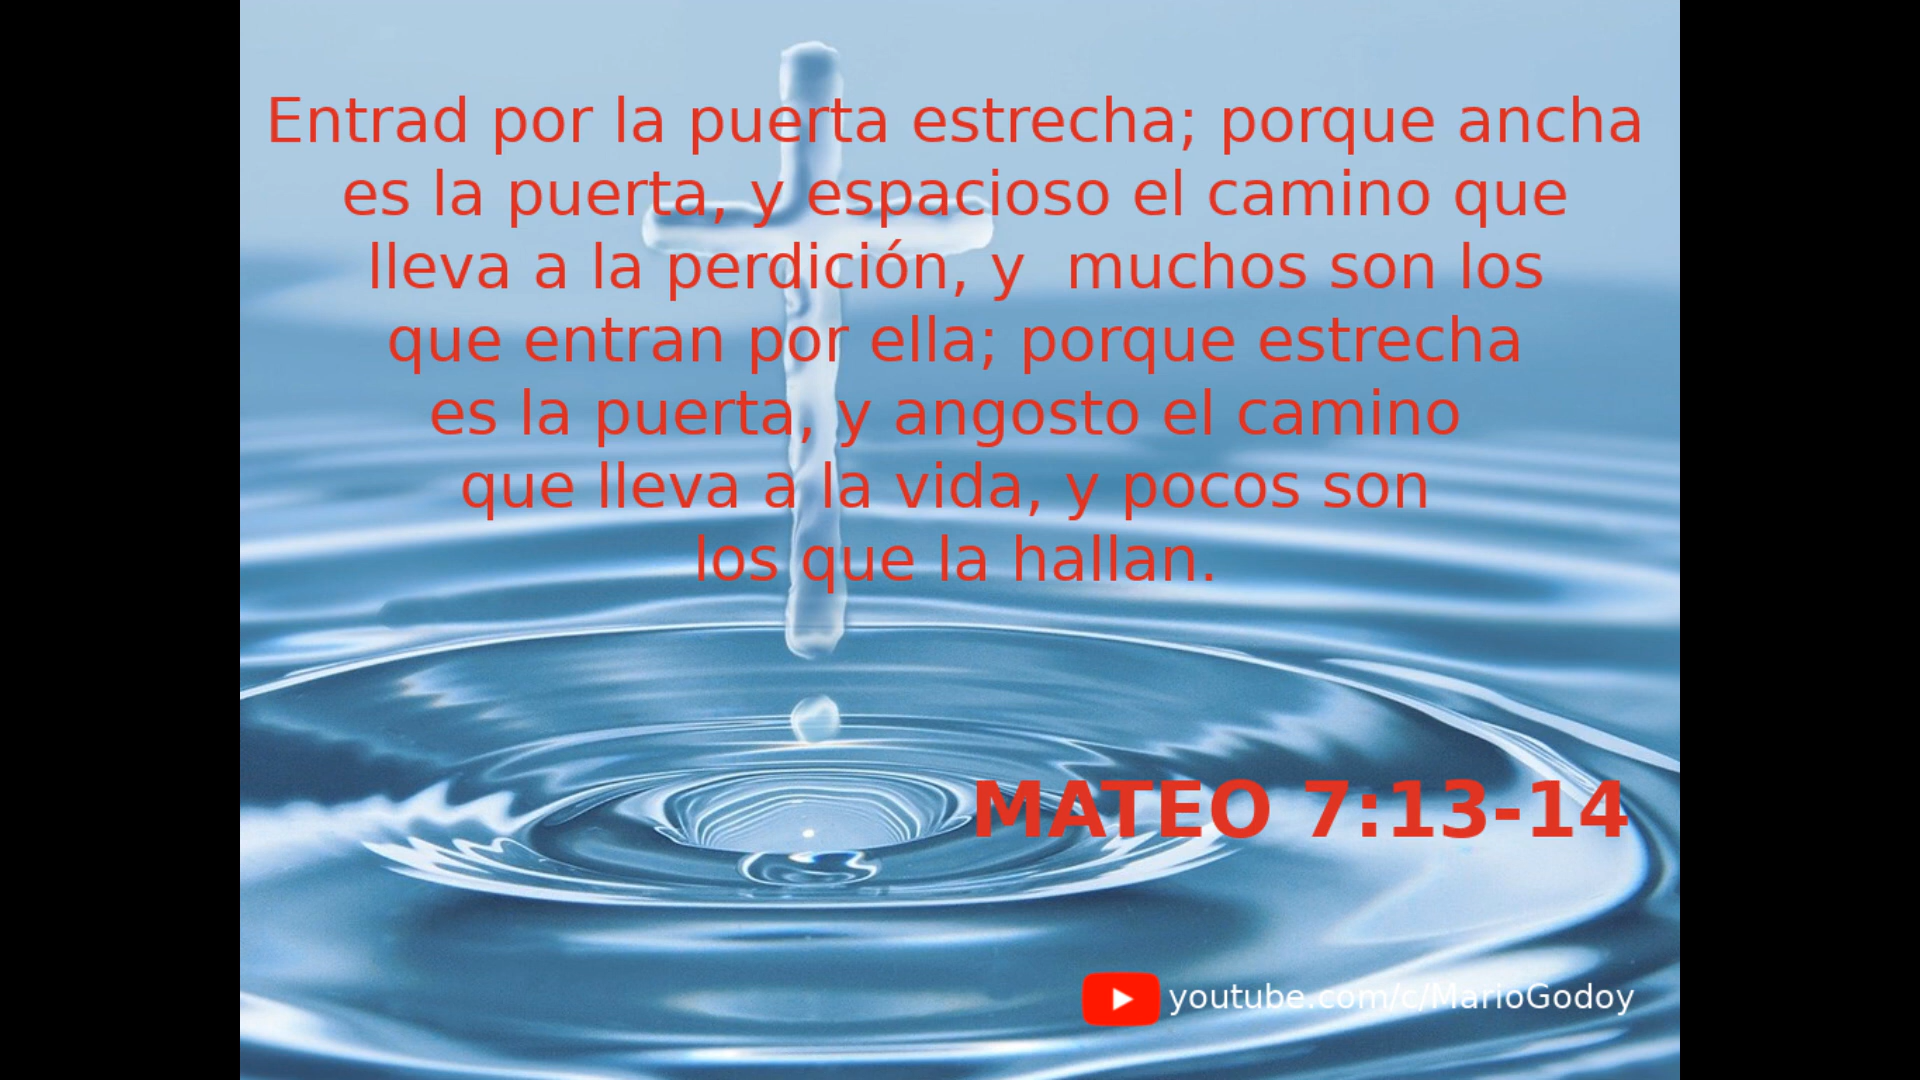 Entrad por la puerta estrecha; porque ancha
es la puerta, y espacioso el camino que
lleva a la perdición, y  muchos son los
que entran por ella; porque estrecha
es la puerta, y angosto el camino
que lleva a la vida, y pocos son
los que la hallan.
MATEO 7:13-14
youtube.com/c/MarioGodoy